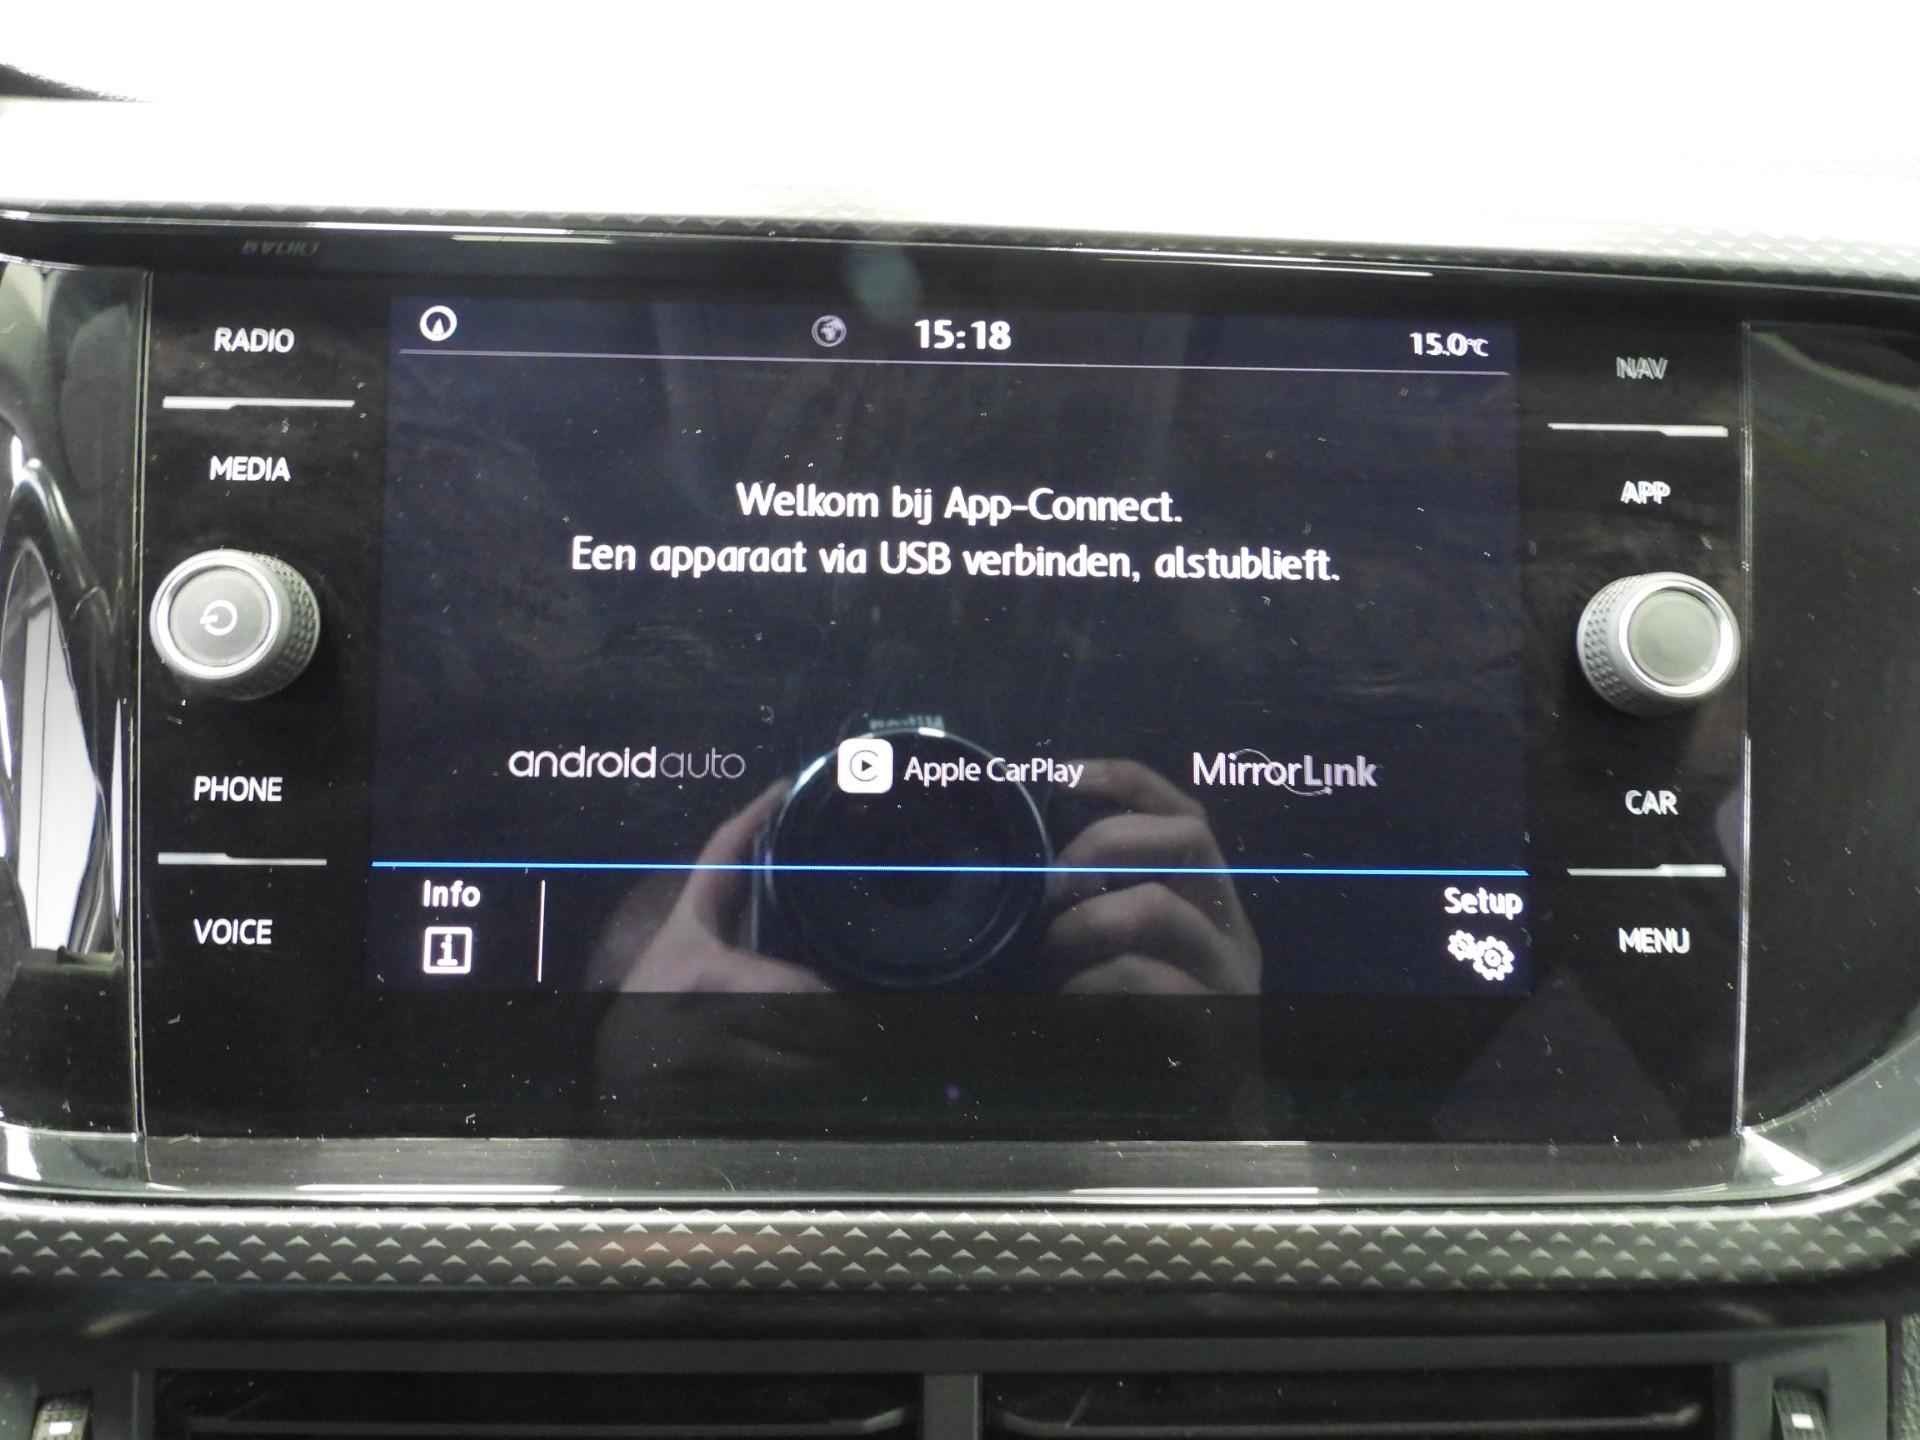 RADIO
MEDIA
PHONE
VOICE
15:18
15.0°C
Welkom bij App-Connect.
Een apparaat via USB verbinden, alstublieft.
androidauto
Apple CarPlay
MirrorLink
Info
Setup
NAV
APP
CAR
MENU